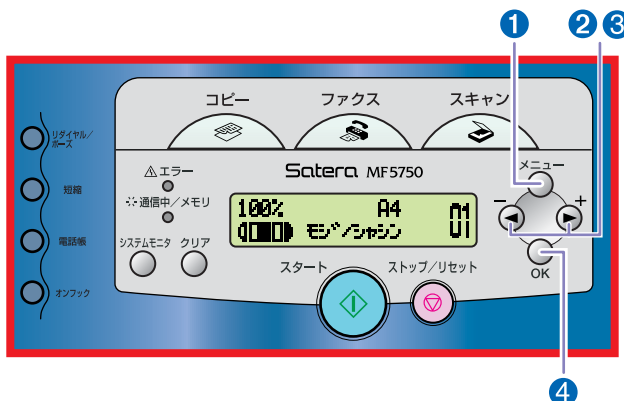 1 2 3
コピー ファクス スキャン
リダイヤル/
ポーズ
短縮
電話帳
オンフック
エラー
通信中/メモリ
システムモニタ クリア
Satera MF5750
100% A4 01
モジ/シャシン
スタート ストップ/リセット
メニュー
− +
OK
4